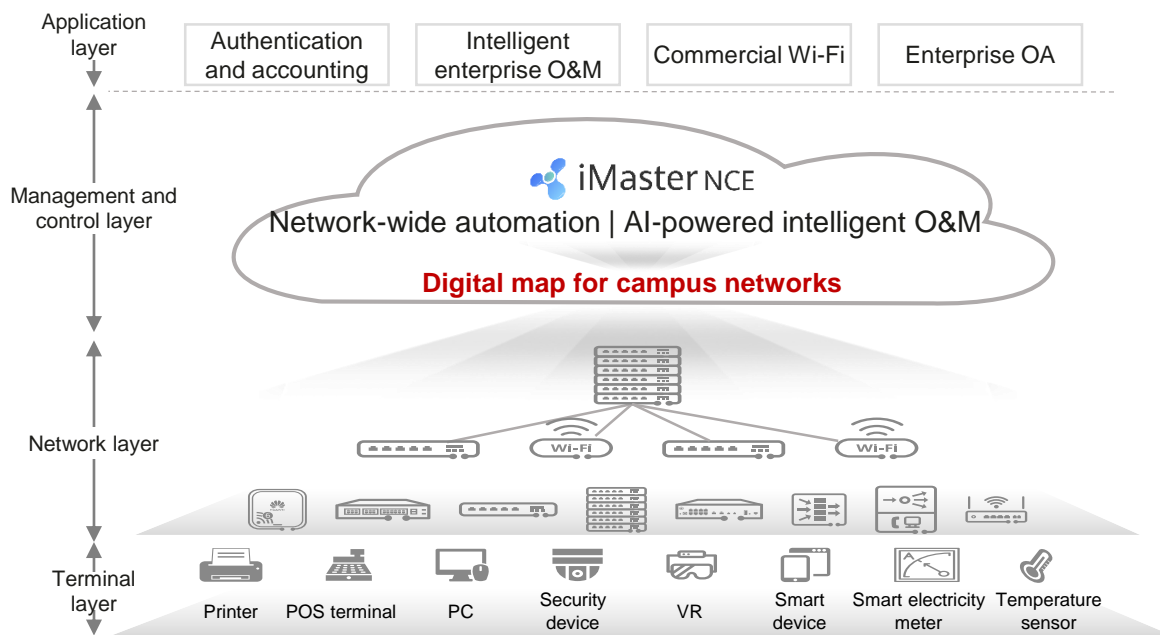 Application
layer
Authentication
and accounting
Intelligent
enterprise O&M
Commercial Wi-Fi
Enterprise OA
Management and
control layer
iMaster NCE
Network-wide automation | AI-powered intelligent O&M
Digital map for campus networks
Network layer
Wi-Fi
Wi-Fi
Terminal
layer
A
Printer
POS terminal
PC
Security
device
VR
Smart
device
Smart electricity
meter
Temperature
sensor